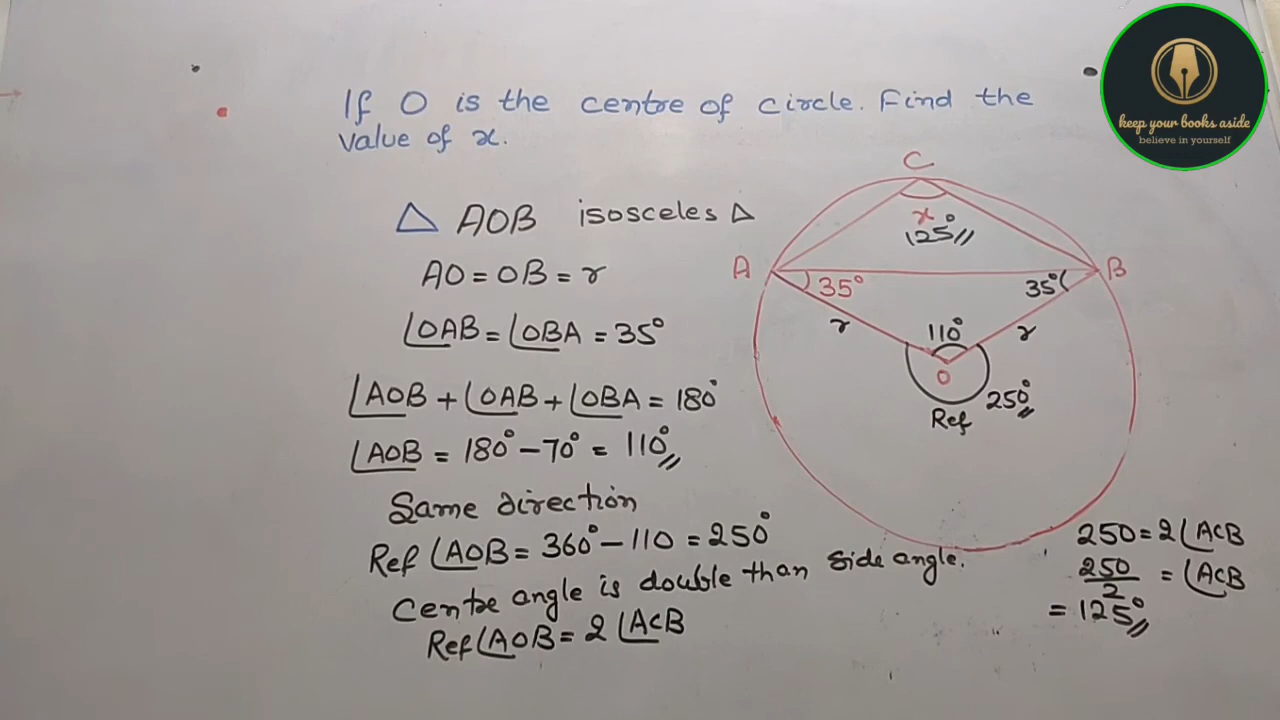 If O is the centre of circle. Find the
value of x.
△ AOB isosceles △
AO = OB = r
∠OAB = ∠OBA = 35°
∠AOB + ∠OAB + ∠OBA = 180°
∠AOB = 180° - 70° = 110°//
Same direction
Ref ∠AOB = 360° - 110 = 250°
Centre angle is double than side angle.
Ref ∠AOB = 2 ∠ACB
C
x
125°//
A
35°
35°
B
r
110°
r
O
250°//
Ref
250 = 2 ∠ACB
250/2 = ∠ACB
= 125°//
keep your books aside
believe in yourself